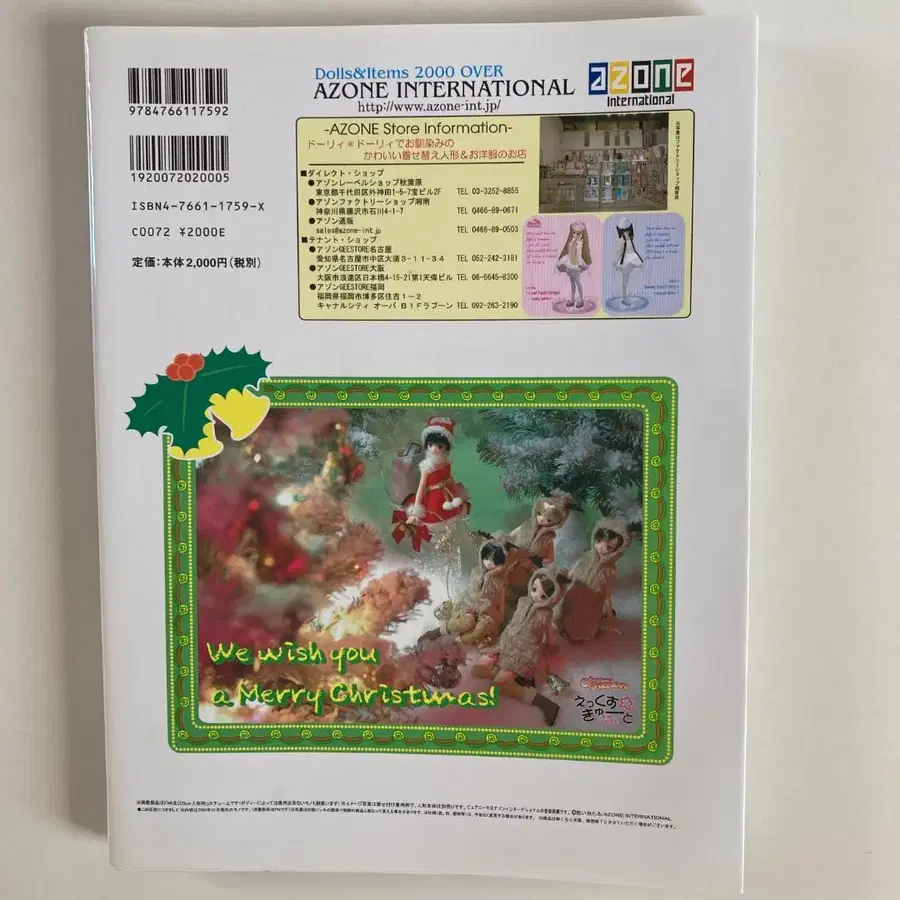 9784766117592
1920072020005
ISBN4-7661-1759-X
C0072 ¥2000E
定価:本体2,000円(税別)
Dolls&Items 2000 OVER
AZONE INTERNATIONAL
http://www.azone-int.jp/
azone
International
-AZONE Store Information-
ドーリィ*ドーリィでお馴染みの
かわいい着せ替え人形&お洋服のお店
■ダイレクト・ショップ
●アゾンレーベルショップ秋葉原
東京都千代田区外神田1-5-7宝ビル2F TEL 03-3252-8855
●アゾンファクトリーショップ湘南
神奈川県藤沢市石川4-1-7 TEL 0466-89-0671
●アゾン通販
sales@azone-int.jp TEL 0466-89-0503
■テナント・ショップ
●アゾンGEESTORE名古屋
愛知県名古屋市中区大須3-11-34 TEL 052-242-3181
●アゾンGEESTORE大阪
大阪市浪速区日本橋4-15-21第1天偉ビル TEL 06-6645-8300
●アゾンGEESTORE福岡
福岡県福岡市博多区住吉1-2
キャナルシティ オーパ B1Fラブーン TEL 092-263-2190
We wish you
a Merry Christmas!
えっくす
きゅーと